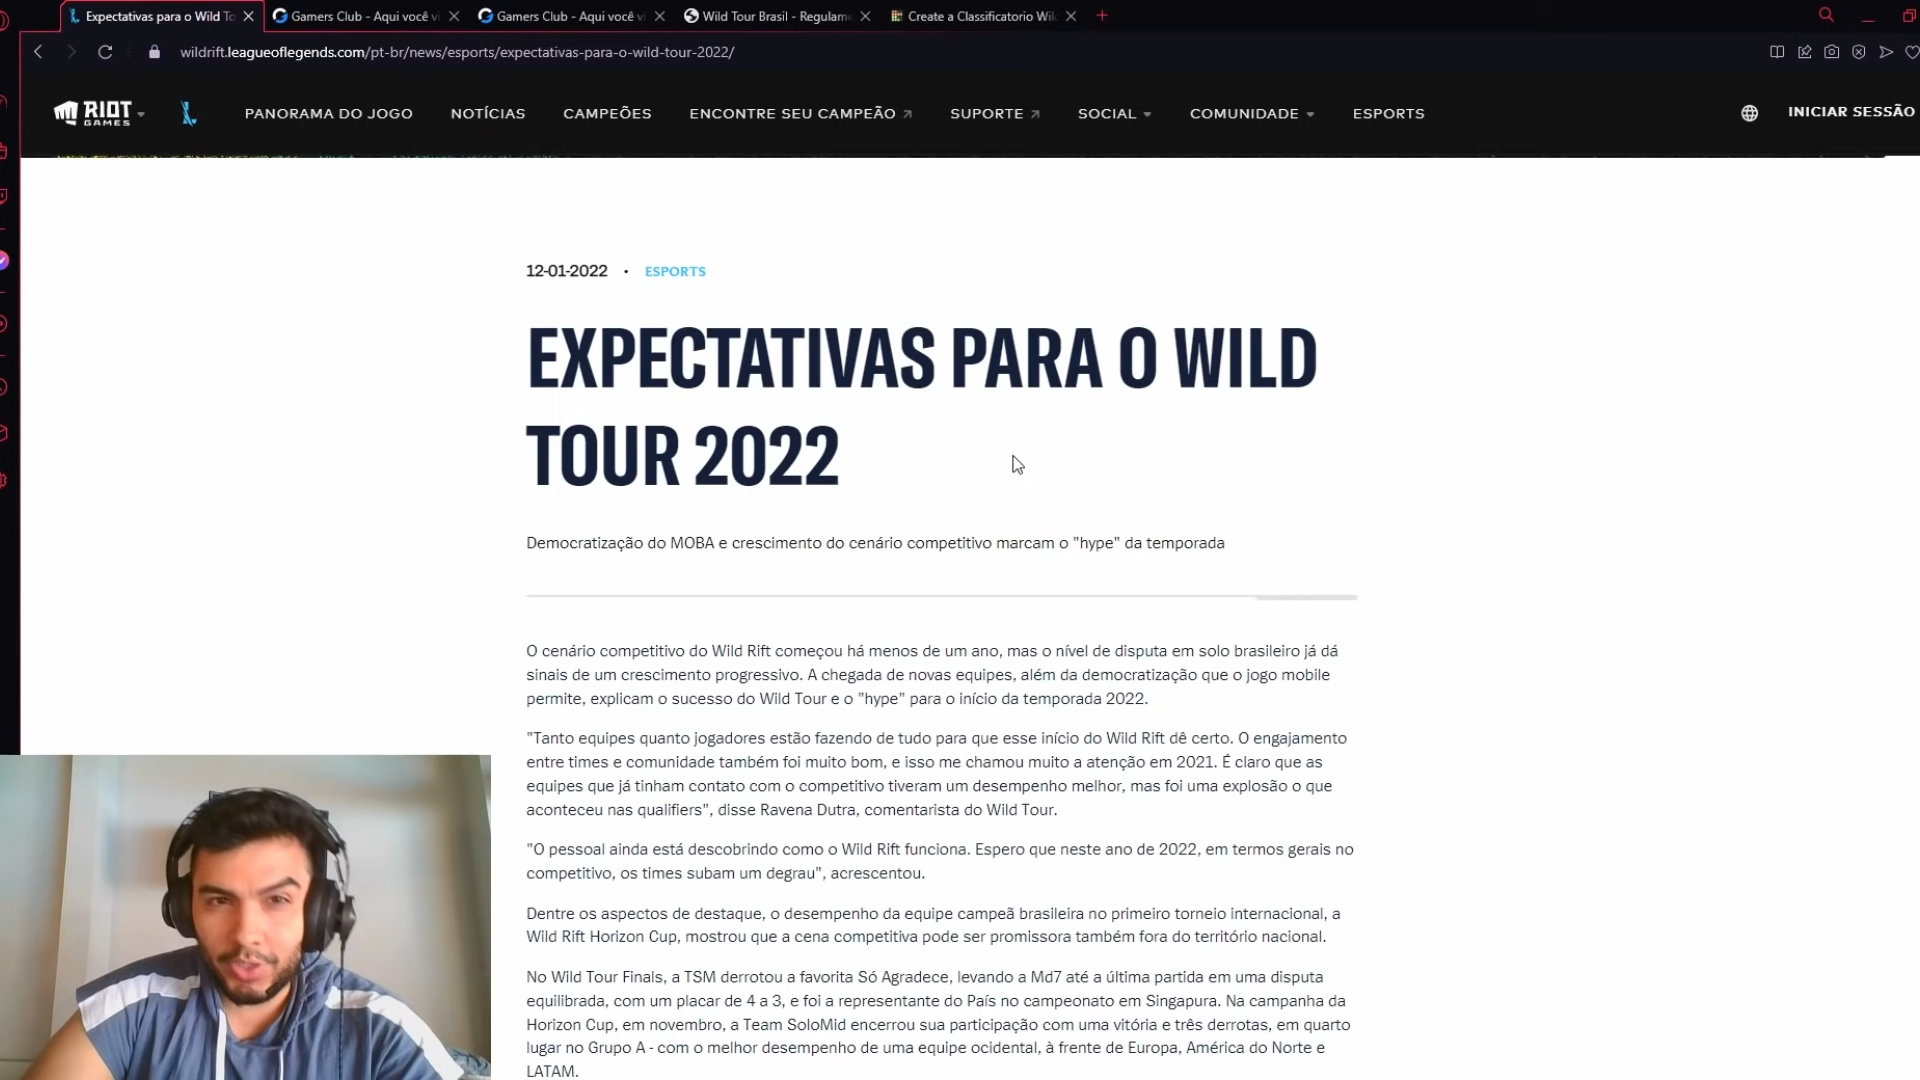 Expectativas para o Wild To
Gamers Club - Aqui você v
Gamers Club - Aqui você v
Wild Tour Brasil - Regulam
Create a Classificatorio Wil
wildrift.leagueoflegends.com/pt-br/news/esports/expectativas-para-o-wild-tour-2022/
RIOT GAMES
PANORAMA DO JOGO
NOTÍCIAS
CAMPEÕES
ENCONTRE SEU CAMPEÃO
SUPORTE
SOCIAL
COMUNIDADE
ESPORTS
INICIAR SESSÃO
12-01-2022 • ESPORTS
EXPECTATIVAS PARA O WILD
TOUR 2022
Democratização do MOBA e crescimento do cenário competitivo marcam o "hype" da temporada
O cenário competitivo do Wild Rift começou há menos de um ano, mas o nível de disputa em solo brasileiro já dá
sinais de um crescimento progressivo. A chegada de novas equipes, além da democratização que o jogo mobile
permite, explicam o sucesso do Wild Tour e o "hype" para o início da temporada 2022.
"Tanto equipes quanto jogadores estão fazendo de tudo para que esse início do Wild Rift dê certo. O engajamento
entre times e comunidade também foi muito bom, e isso me chamou muito a atenção em 2021. É claro que as
equipes que já tinham contato com o competitivo tiveram um desempenho melhor, mas foi uma explosão o que
aconteceu nas qualifiers", disse Ravena Dutra, comentarista do Wild Tour.
"O pessoal ainda está descobrindo como o Wild Rift funciona. Espero que neste ano de 2022, em termos gerais no
competitivo, os times subam um degrau", acrescentou.
Dentre os aspectos de destaque, o desempenho da equipe campeã brasileira no primeiro torneio internacional, a
Wild Rift Horizon Cup, mostrou que a cena competitiva pode ser promissora também fora do território nacional.
No Wild Tour Finals, a TSM derrotou a favorita Só Agradece, levando a Md7 até a última partida em uma disputa
equilibrada, com um placar de 4 a 3, e foi a representante do País no campeonato em Singapura. Na campanha da
Horizon Cup, em novembro, a Team SoloMid encerrou sua participação com uma vitória e três derrotas, em quarto
lugar no Grupo A - com o melhor desempenho de uma equipe ocidental, à frente de Europa, América do Norte e
LATAM.